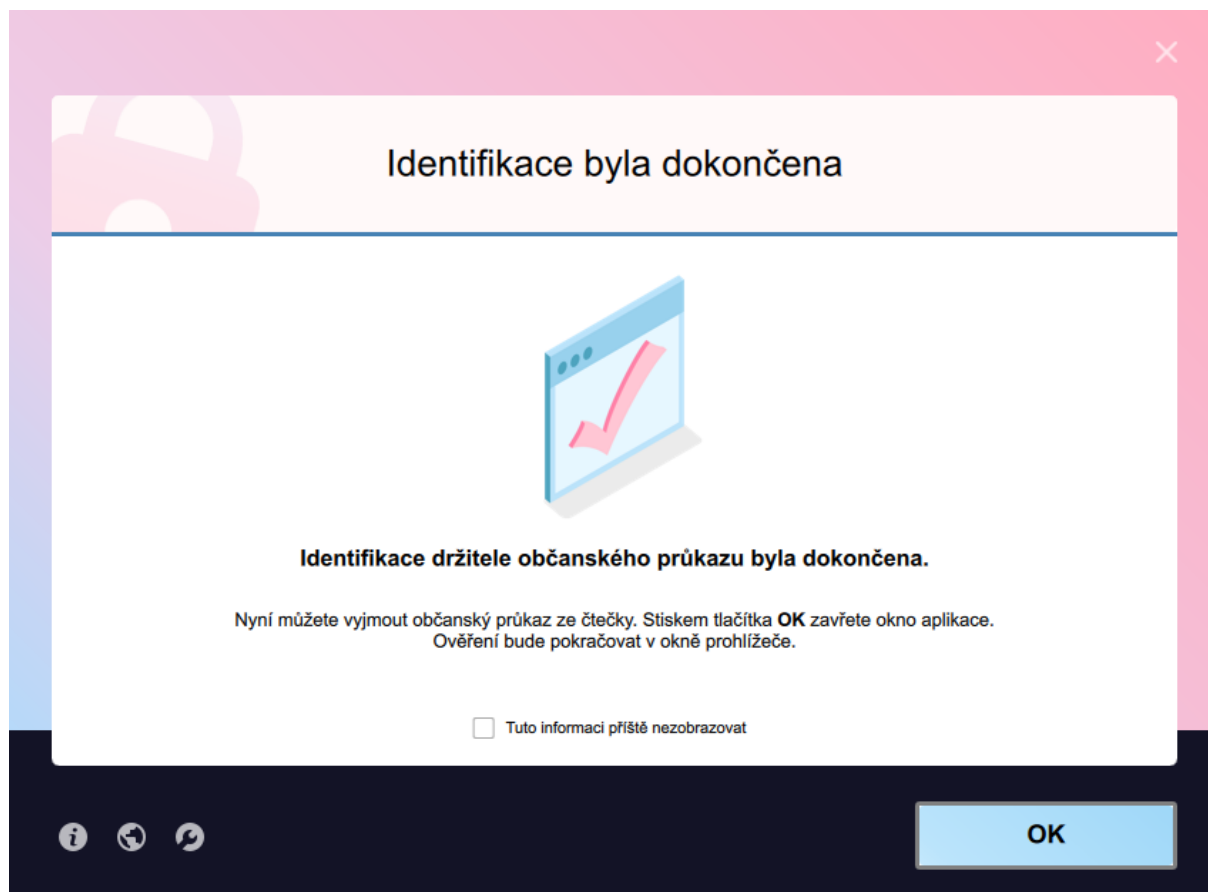 Identifikace byla dokončena
Identifikace držitele občanského průkazu byla dokončena.
Nyní můžete vyjmout občanský průkaz ze čtečky. Stiskem tlačítka OK zavřete okno aplikace.
Ověření bude pokračovat v okně prohlížeče.
Tuto informaci příště nezobrazovat
OK